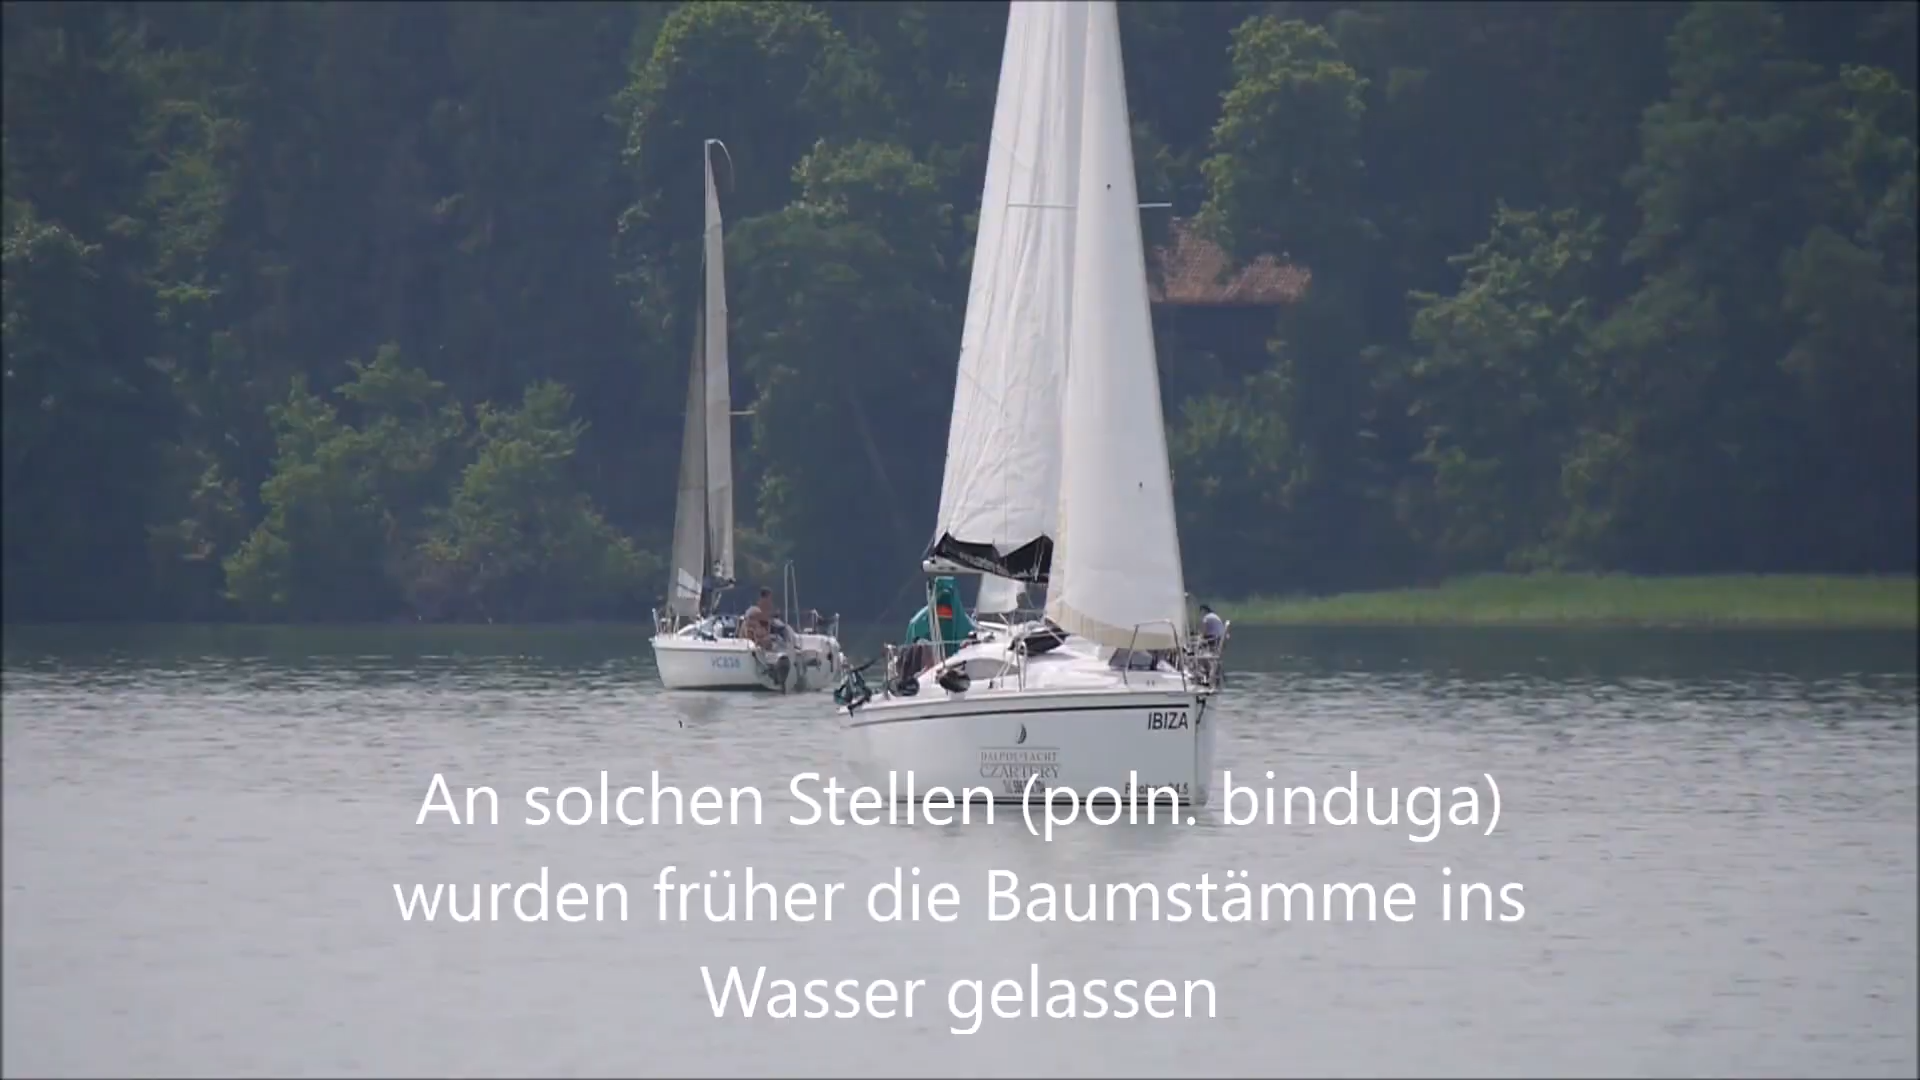 IBIZA
CZARTERY
An solchen Stellen (poln. binduga)
wurden früher die Baumstämme ins
Wasser gelassen